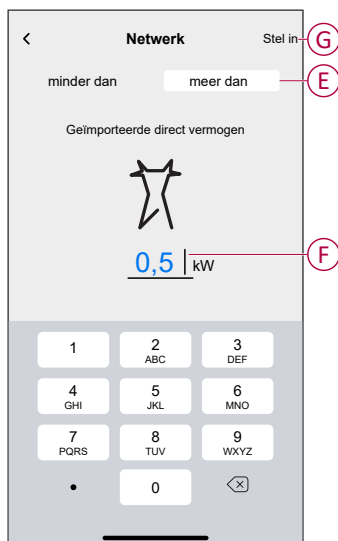 Netwerk
Stel in
G
minder dan
meer dan
E
Geïmporteerde direct vermogen
0,5 kW
F
1
2
3
ABC
DEF
4
5
6
GHI
JKL
MNO
7
8
9
PQRS
TUV
WXYZ
0